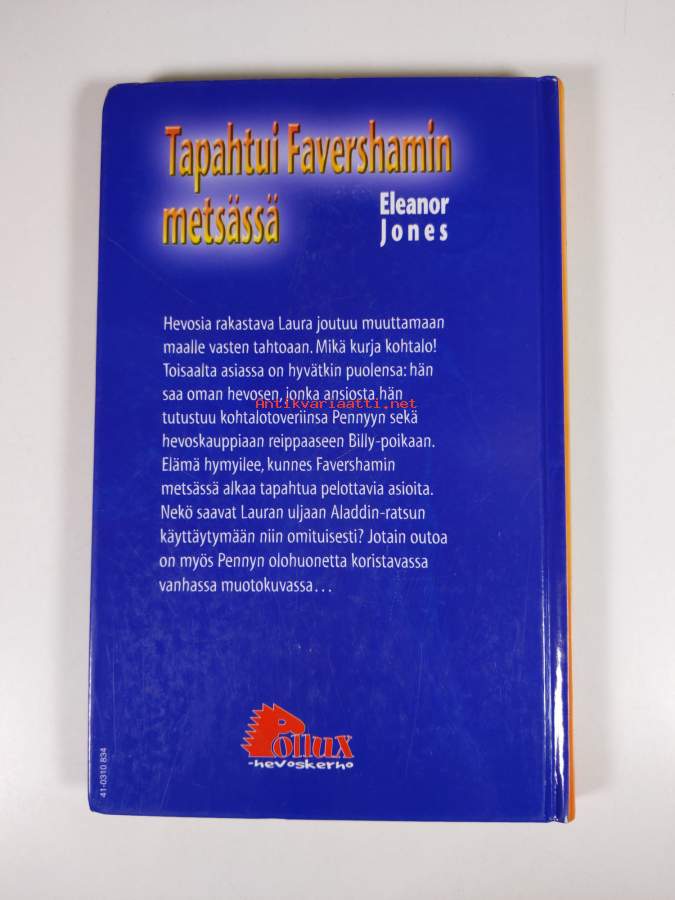 Tapahtui Favershamin
metsässä
Eleanor
Jones
Hevosia rakastava Laura joutuu muuttamaan
maalle vasten tahtoaan. Mikä kurja kohtalo!
Toisaalta asiassa on hyvätkin puolensa: hän
saa oman hevosen, jonka ansiosta hän
Antikvariaatti.net
tutustuu kohtalotoveriinsa Pennyyn sekä
hevoskauppiaan reippaaseen Billy-poikaan.
Elämä hymyilee, kunnes Favershamin
metsässä alkaa tapahtua pelottavia asioita.
Nekö saavat Lauran uljaan Aladdin-ratsun
käyttäytymään niin omituisesti? Jotain outoa
on myös Pennyn olohuonetta koristavassa
vanhassa muotokuvassa...
Pollux
-hevoskerho
41-0310 834